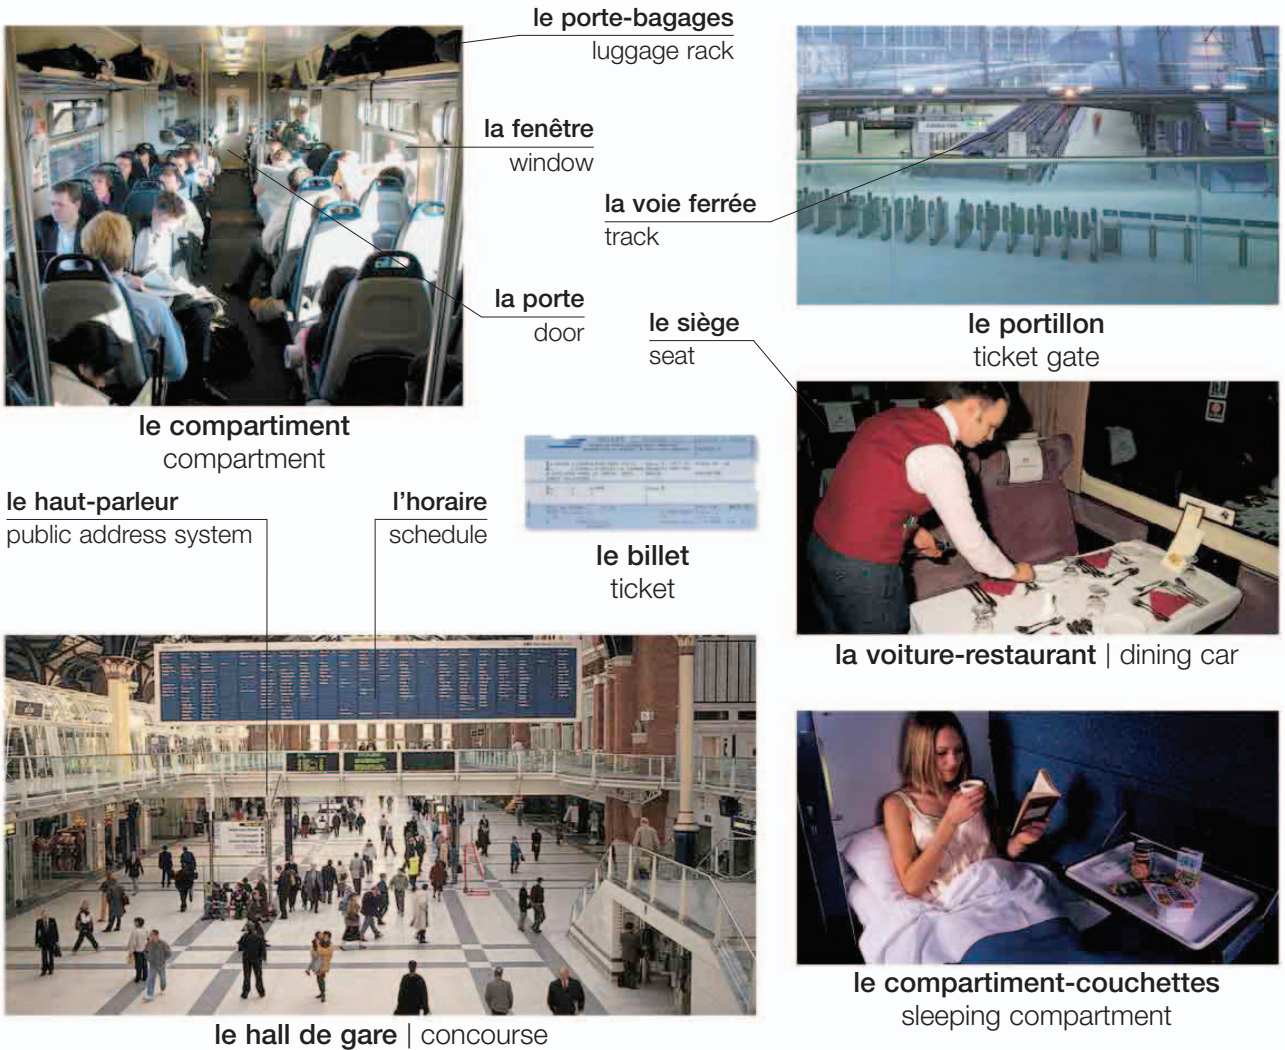 le porte-bagages
luggage rack
la fenêtre
window
la voie ferrée
track
la porte
door
le siège
seat
le portillon
ticket gate
le compartiment
compartment
le haut-parleur
public address system
l'horaire
schedule
le billet
ticket
la voiture-restaurant | dining car
le hall de gare | concourse
le compartiment-couchettes
sleeping compartment